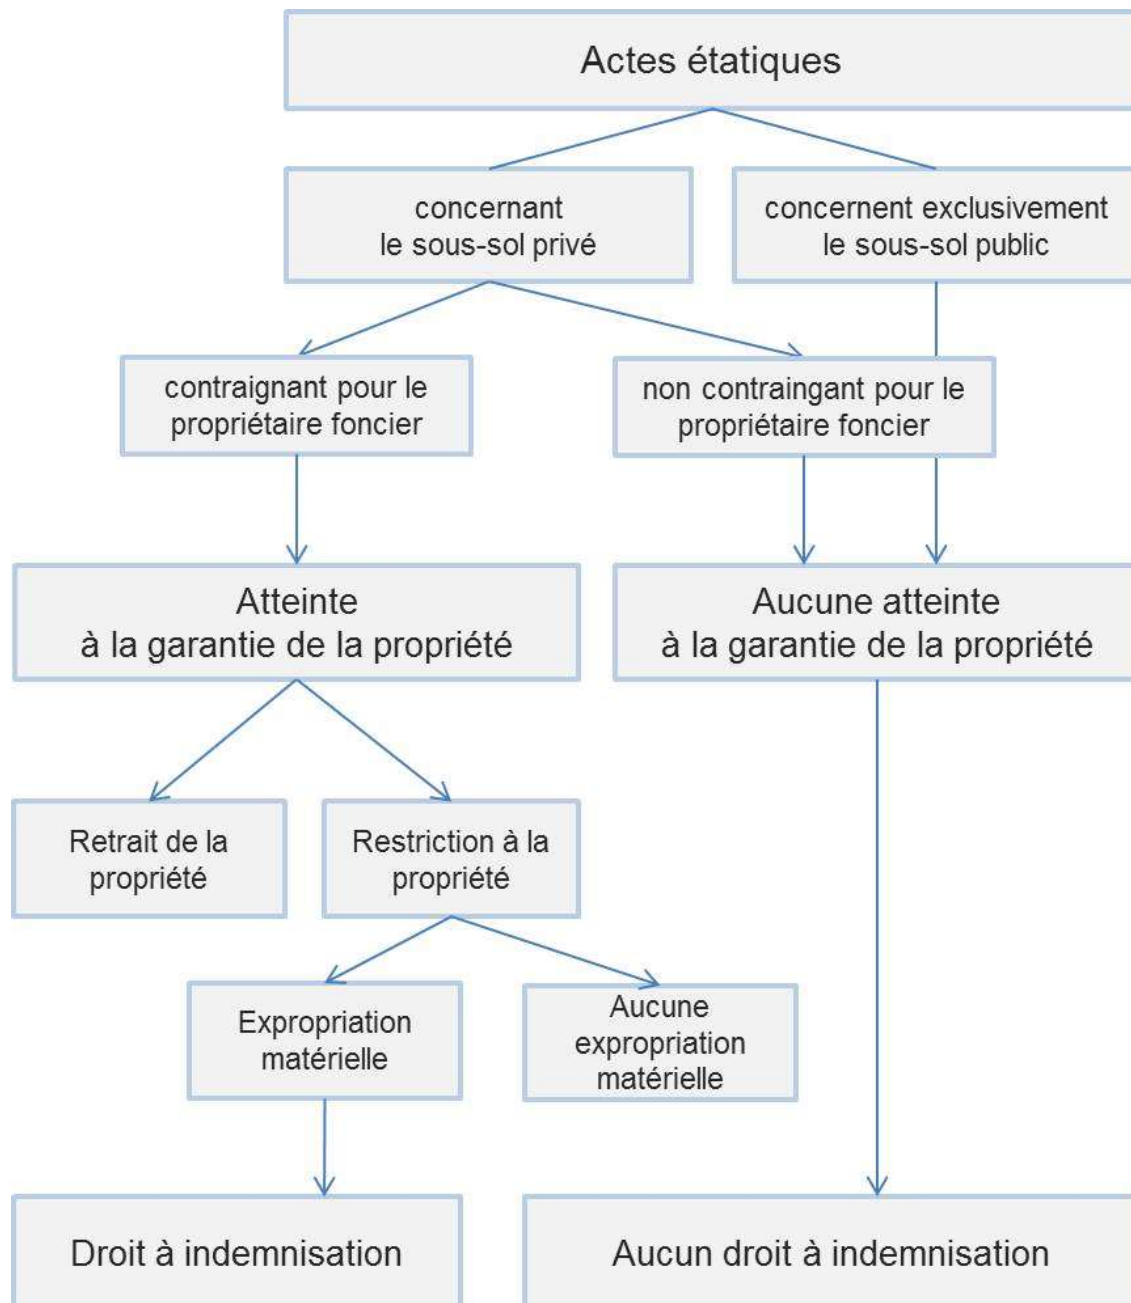 Actes étatiques
concernant
le sous-sol privé
concernent exclusivement
le sous-sol public
contraignant pour le
propriétaire foncier
non contraingant pour le
propriétaire foncier
Atteinte
à la garantie de la propriété
Aucune atteinte
à la garantie de la propriété
Retrait de la
propriété
Restriction à la
propriété
Expropriation
matérielle
Aucune
expropriation
matérielle
Droit à indemnisation
Aucun droit à indemnisation